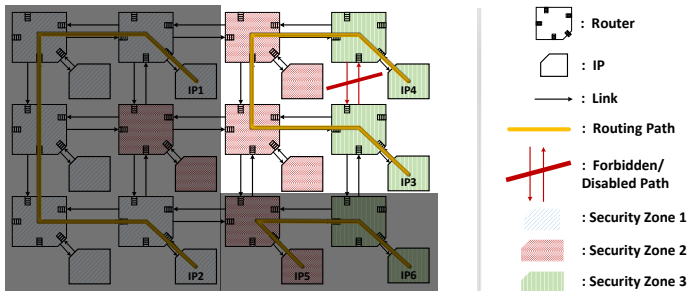 IP1
IP4
IP3
IP2
IP5
IP6
: Router
: IP
: Link
: Routing Path
: Forbidden/
Disabled Path
: Security Zone 1
: Security Zone 2
: Security Zone 3